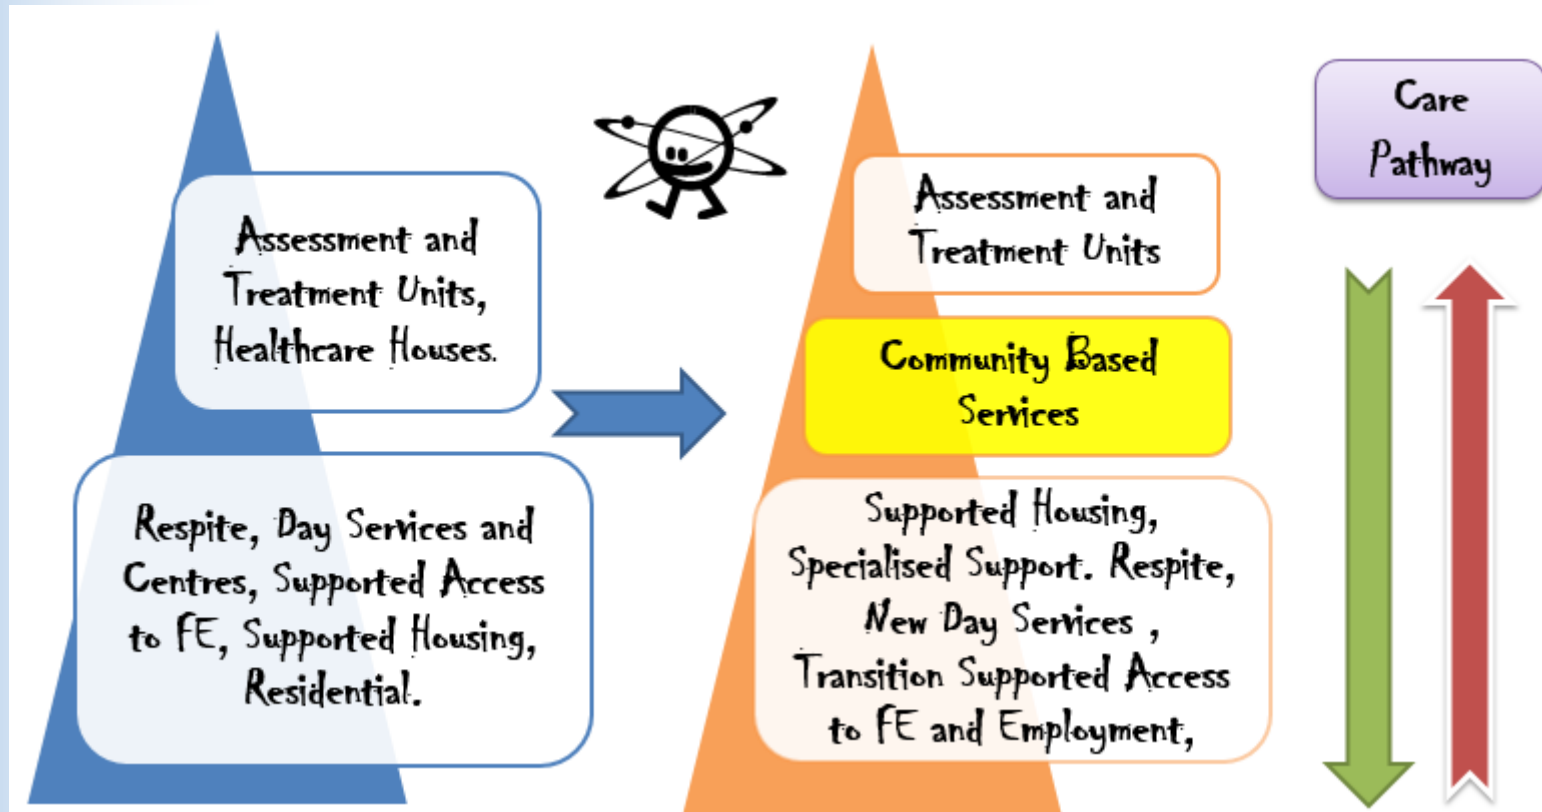 Assessment and
Treatment Units,
Healthcare Houses.
Respite, Day Services and
Centres, Supported Access
to FE, Supported Housing,
Residential.
Assessment and
Treatment Units
Community Based
Services
Supported Housing,
Specialised Support. Respite,
New Day Services ,
Transition Supported Access
to FE and Employment,
Care
Pathway